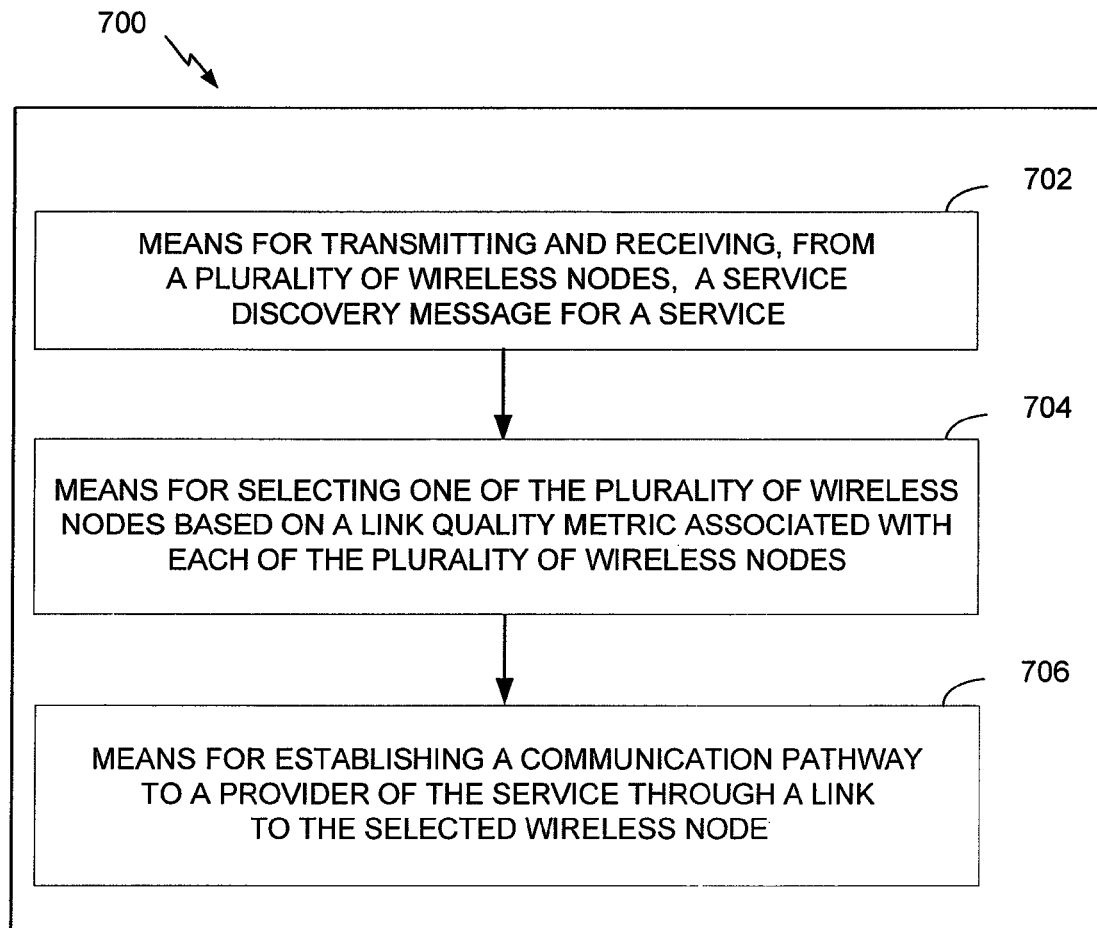 700
702
MEANS FOR TRANSMITTING AND RECEIVING, FROM
A PLURALITY OF WIRELESS NODES, A SERVICE
DISCOVERY MESSAGE FOR A SERVICE
704
MEANS FOR SELECTING ONE OF THE PLURALITY OF WIRELESS
NODES BASED ON A LINK QUALITY METRIC ASSOCIATED WITH
EACH OF THE PLURALITY OF WIRELESS NODES
706
MEANS FOR ESTABLISHING A COMMUNICATION PATHWAY
TO A PROVIDER OF THE SERVICE THROUGH A LINK
TO THE SELECTED WIRELESS NODE